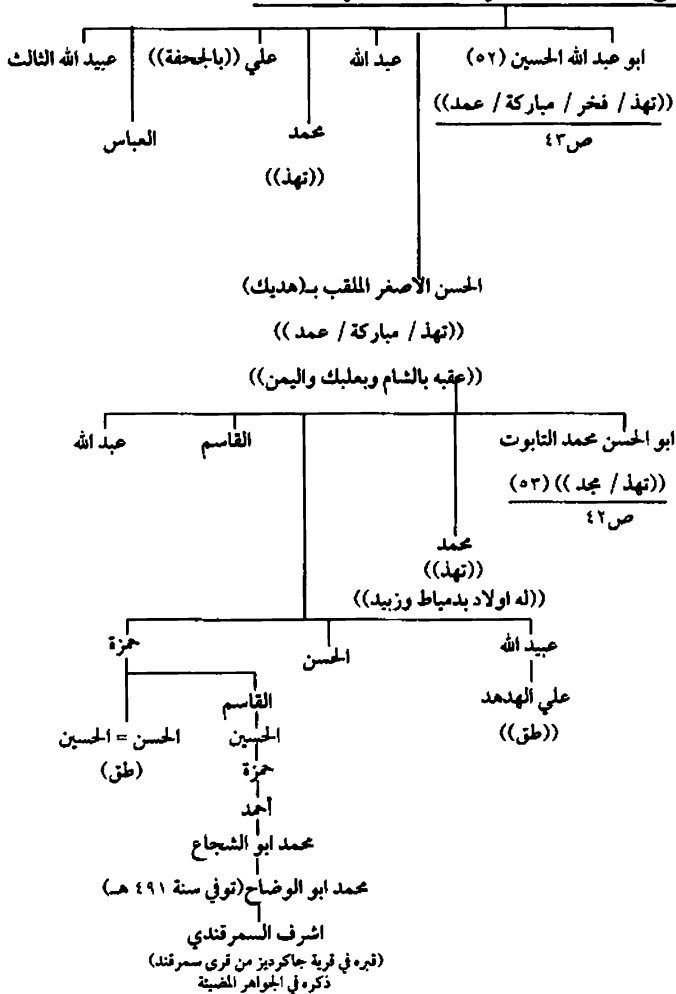 ابو عبد الله الحسين (٥٢)
عبد الله
علي ((بالجحفة))
عبيد الله الثالث
((تهذ / فخر / مباركة / عمد))
ص٤٣
محمد
((تهذ))
العباس
الحسن الاصغر الملقب بـ(هديك)
((تهذ / مباركة / عمد))
((عقبه بالشام وبعلبك واليمن))
ابو الحسن محمد التابوت
القاسم
عبد الله
((تهذ / مجد)) (٥٣)
ص٤٢
محمد
((تهذ))
((له اولاد بدمياط وزبيد))
عبيد الله
الحسن
حمزة
علي الهدهد
((طق))
القاسم
الحسين
الحسن = الحسين
(طق)
حمزة
أحمد
محمد ابو الشجاع
محمد ابو الوضاح(توفي سنة ٤٩١ هـ)
اشرف السمرقندي
(قبره في قرية جاكرديز من قرى سمرقند)
ذكره في الجواهر المضيئة